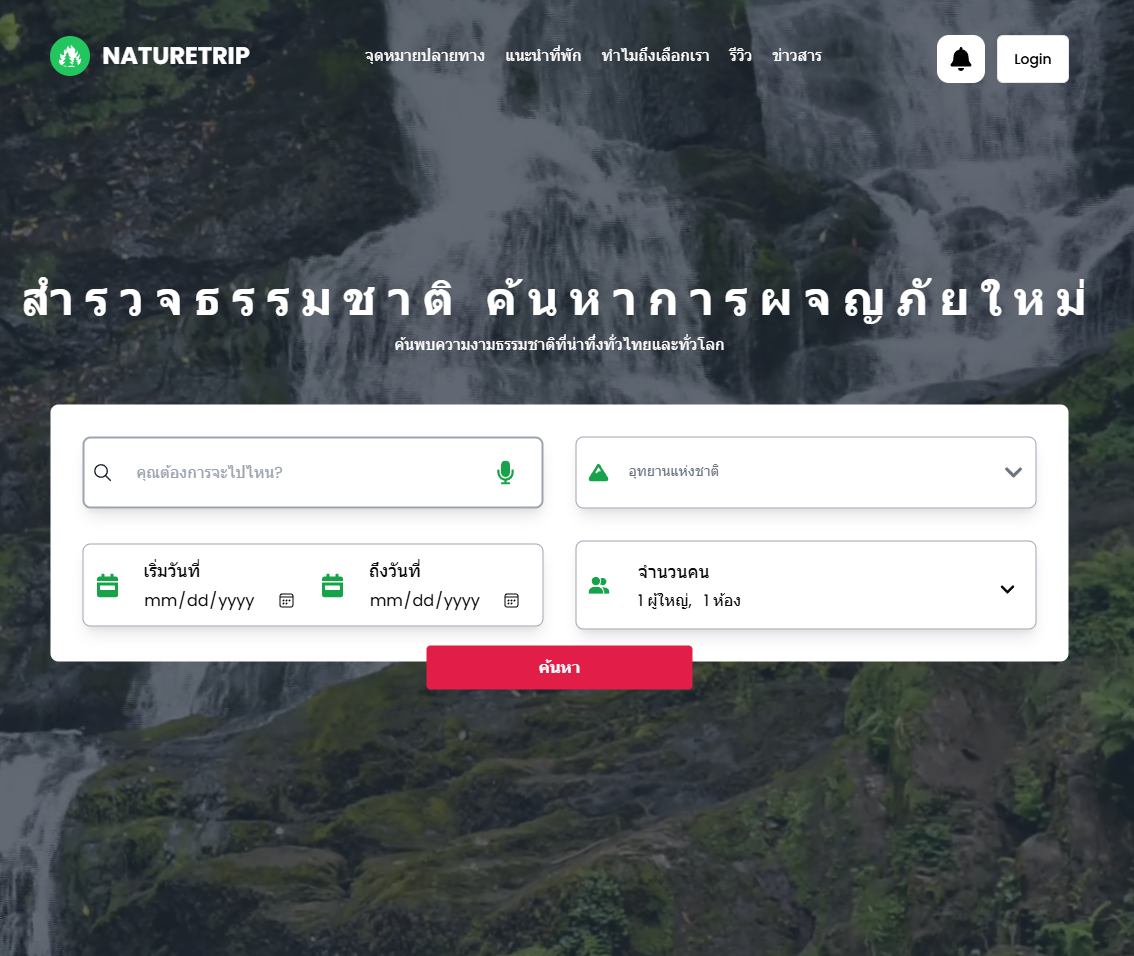 NATURETRIP
จุดหมายปลายทาง แนะนำที่พัก ทำไมถึงเลือกเรา รีวิว ข่าวสาร
Login
สำรวจธรรมชาติ ค้นหาการผจญภัยใหม่
ค้นพบความงามธรรมชาติที่น่าทึ่งทั่วไทยและทั่วโลก
คุณต้องการจะไปไหน?
อุทยานแห่งชาติ
เริ่มวันที่
mm/dd/yyyy
ถึงวันที่
mm/dd/yyyy
จำนวนคน
1 ผู้ใหญ่, 1 ห้อง
ค้นหา